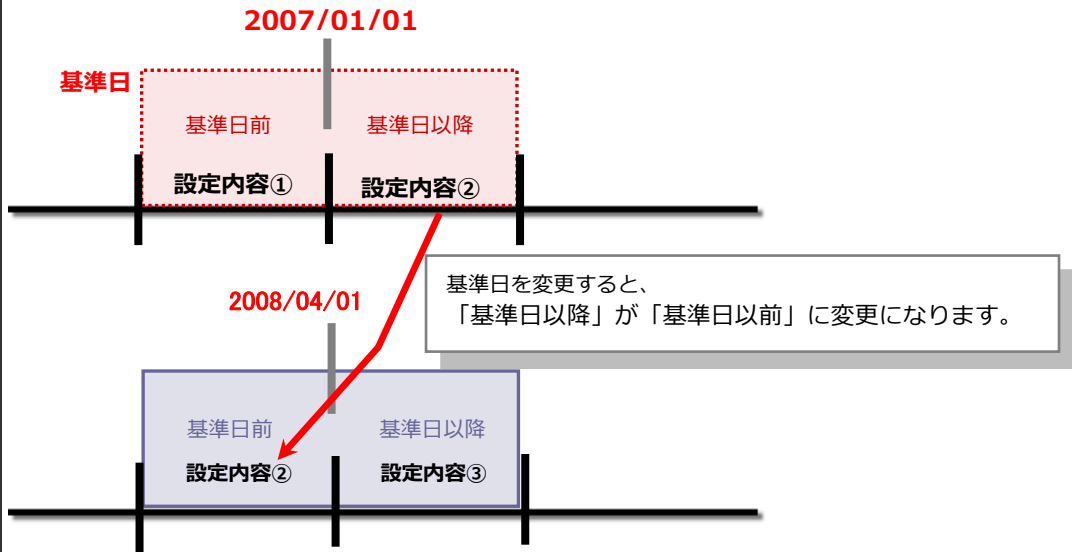 2007/01/01
基準日
基準日前
基準日以降
設定内容①
設定内容②
基準日を変更すると、
「基準日以降」が「基準日以前」に変更になります。
2008/04/01
基準日前
基準日以降
設定内容②
設定内容③